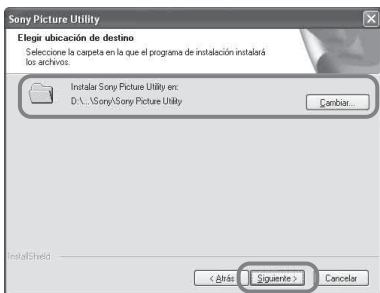 Sony Picture Utility
Elegir ubicación de destino
Seleccione la carpeta en la que el programa de instalación instalará
los archivos.
Instalar Sony Picture Utility en:
D:\...\Sony\Sony Picture Utility
Cambiar...
InstallShield
< Atrás
Siguiente >
Cancelar